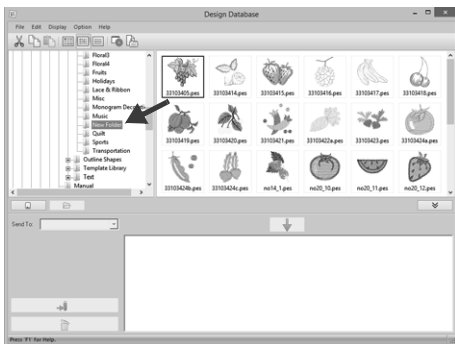 Design Database
File Edit Display Option Help
Floral3
Floral4
Fruits
Holidays
Lace & Ribbon
Misc
Monogram Decorati
Music
New Folder
Quilt
Sports
Transportation
Outline Shapes
Template Library
Text
Manual
33103405.pes 33103414.pes 33103415.pes 33103416.pes 33103417.pes 33103418.pes
33103419.pes 33103420.pes 33103421.pes 33103422a.pes 33103423.pes 33103424a.pes
33103424b.pes 33103424c.pes no14_1.pes no20_10.pes no20_11.pes no20_12.pes
Send To:
Press F1 for Help.